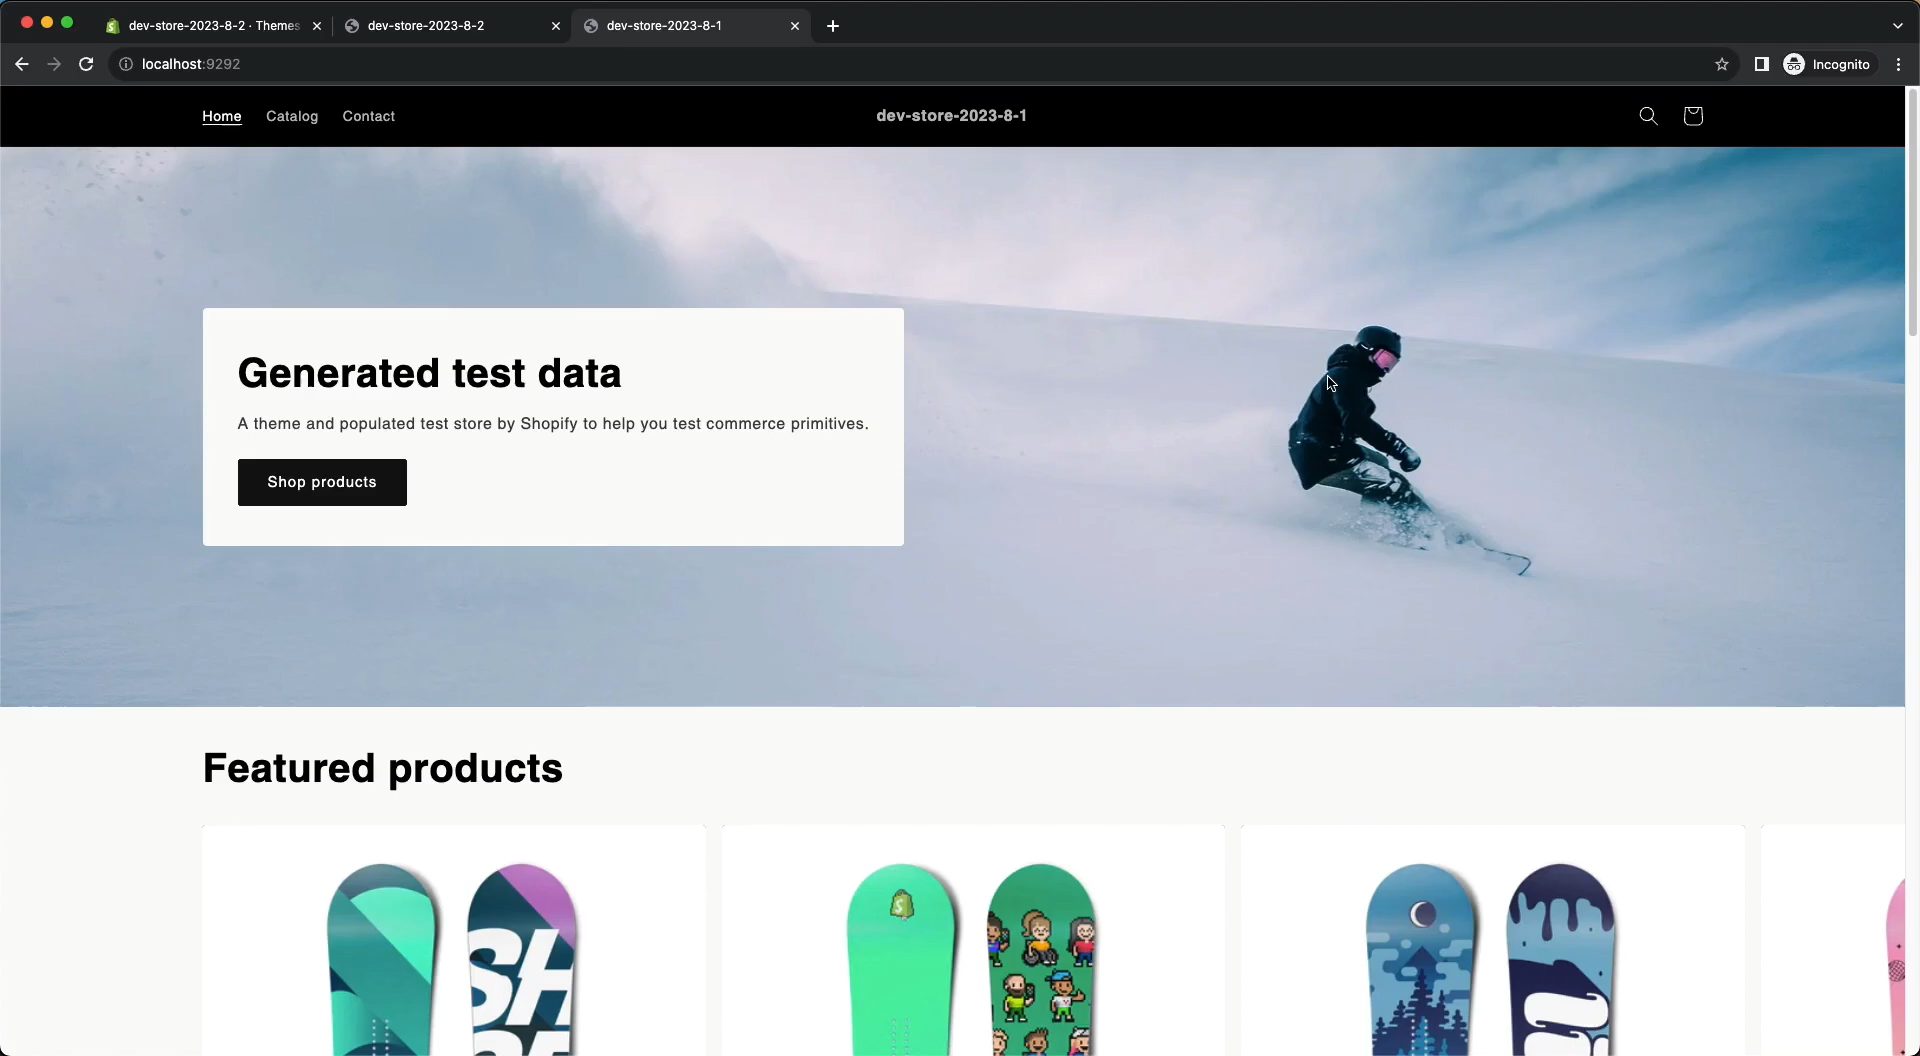 dev-store-2023-8-2 · Themes
dev-store-2023-8-2
dev-store-2023-8-1
localhost:9292
Incognito
Home
Catalog
Contact
dev-store-2023-8-1
Generated test data
A theme and populated test store by Shopify to help you test commerce primitives.
Shop products
Featured products
SH